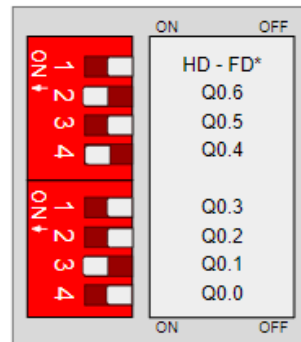 ON OFF
ON 1 HD - FD*
2 Q0.6
3 Q0.5
4 Q0.4
ON 1 Q0.3
2 Q0.2
3 Q0.1
4 Q0.0
ON OFF